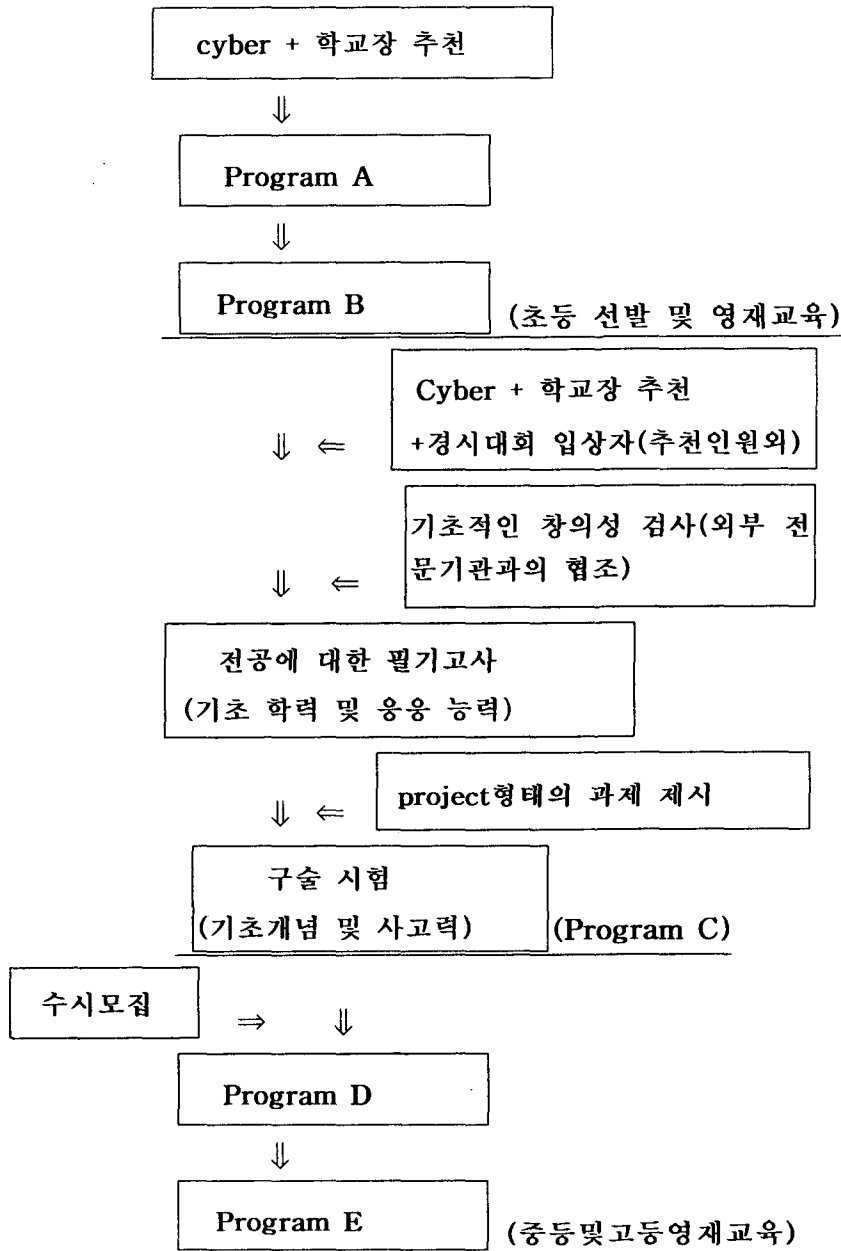 cyber + 학교장 추천
⇓
Program A
⇓
Program B
(초등 선발 및 영재교육)
Cyber + 학교장 추천
+경시대회 입상자(추천인원외)
⇓ ⇐
기초적인 창의성 검사(외부 전
문기관과의 협조)
⇓ ⇐
전공에 대한 필기고사
(기초 학력 및 응용 능력)
project형태의 과제 제시
⇓ ⇐
구술 시험
(기초개념 및 사고력)
(Program C)
수시모집
⇒ ⇓
Program D
⇓
Program E
(중등및고등영재교육)